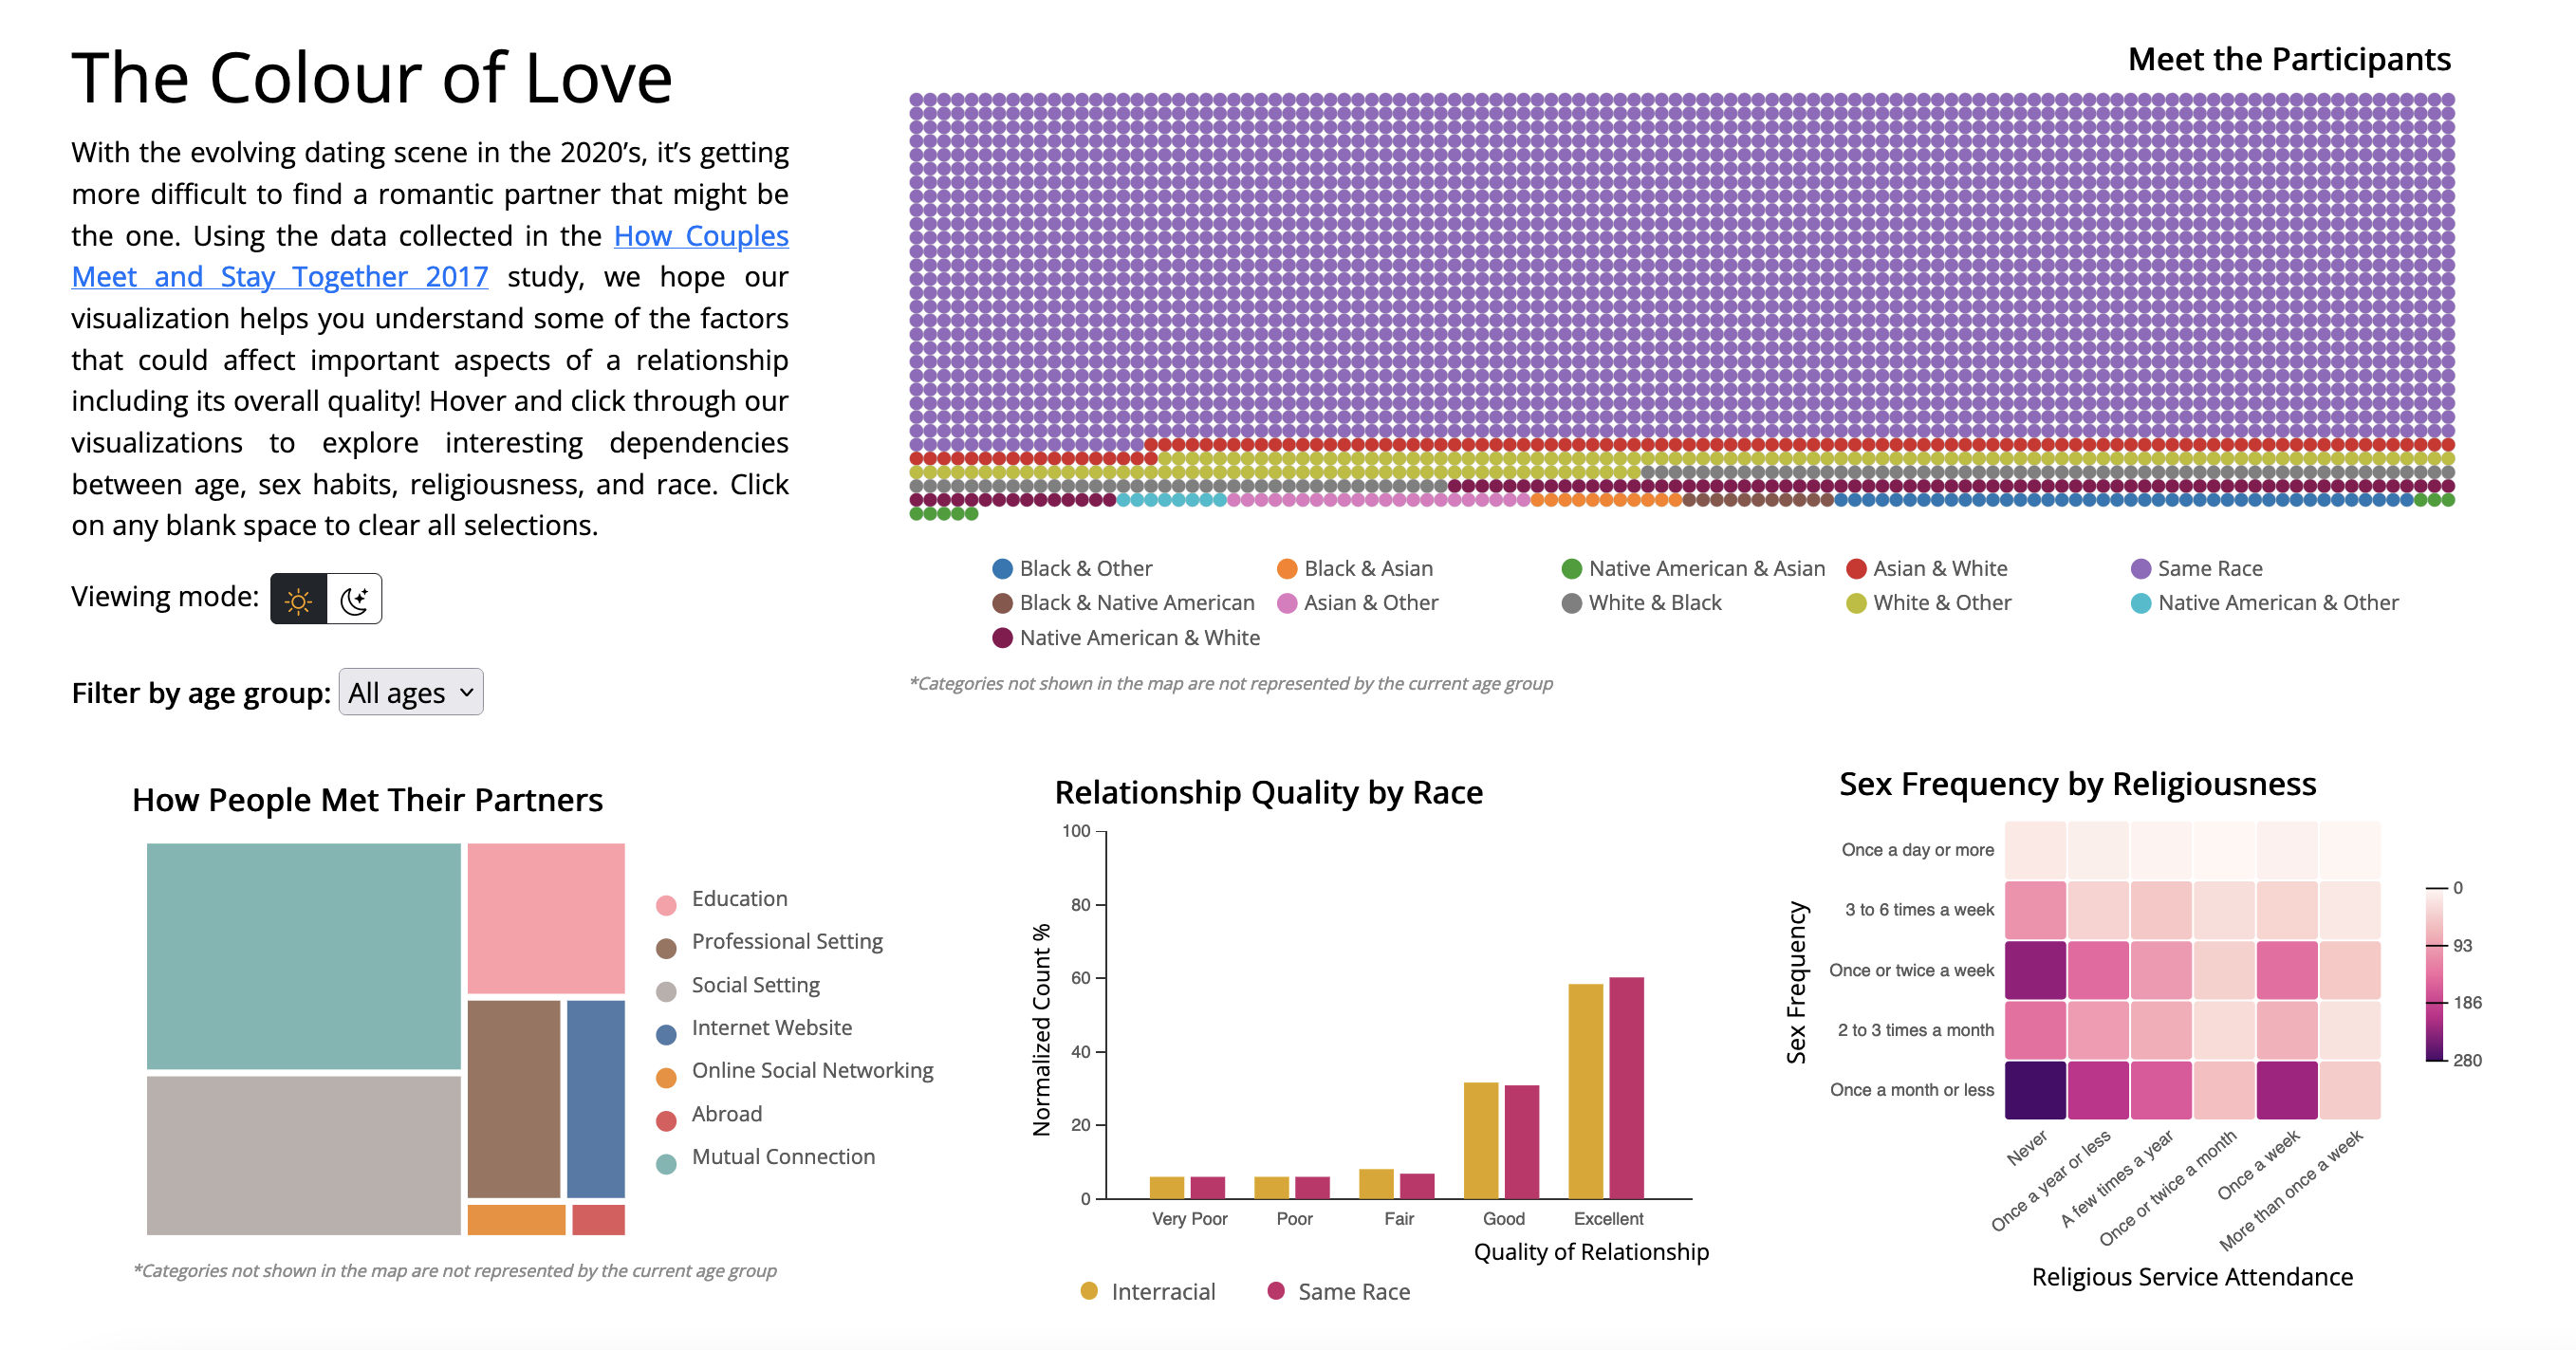 The Colour of Love
With the evolving dating scene in the 2020's, it's getting
more difficult to find a romantic partner that might be
the one. Using the data collected in the How Couples
Meet and Stay Together 2017 study, we hope our
visualization helps you understand some of the factors
that could affect important aspects of a relationship
including its overall quality! Hover and click through our
visualizations to explore interesting dependencies
between age, sex habits, religiousness, and race. Click
on any blank space to clear all selections.
Viewing mode:
Filter by age group: All ages
Meet the Participants
Black & Other
Black & Asian
Native American & Asian
Asian & White
Same Race
Black & Native American
Asian & Other
White & Black
White & Other
Native American & Other
Native American & White
*Categories not shown in the map are not represented by the current age group
How People Met Their Partners
Education
Professional Setting
Social Setting
Internet Website
Online Social Networking
Abroad
Mutual Connection
*Categories not shown in the map are not represented by the current age group
Relationship Quality by Race
Normalized Count %
100
80
60
40
20
0
Very Poor
Poor
Fair
Good
Excellent
Quality of Relationship
Interracial
Same Race
Sex Frequency by Religiousness
Sex Frequency
Once a day or more
3 to 6 times a week
Once or twice a week
2 to 3 times a month
Once a month or less
Never
Once a year or less
A few times a year
Once or twice a month
Once a week
More than once a week
Religious Service Attendance
0
93
186
280